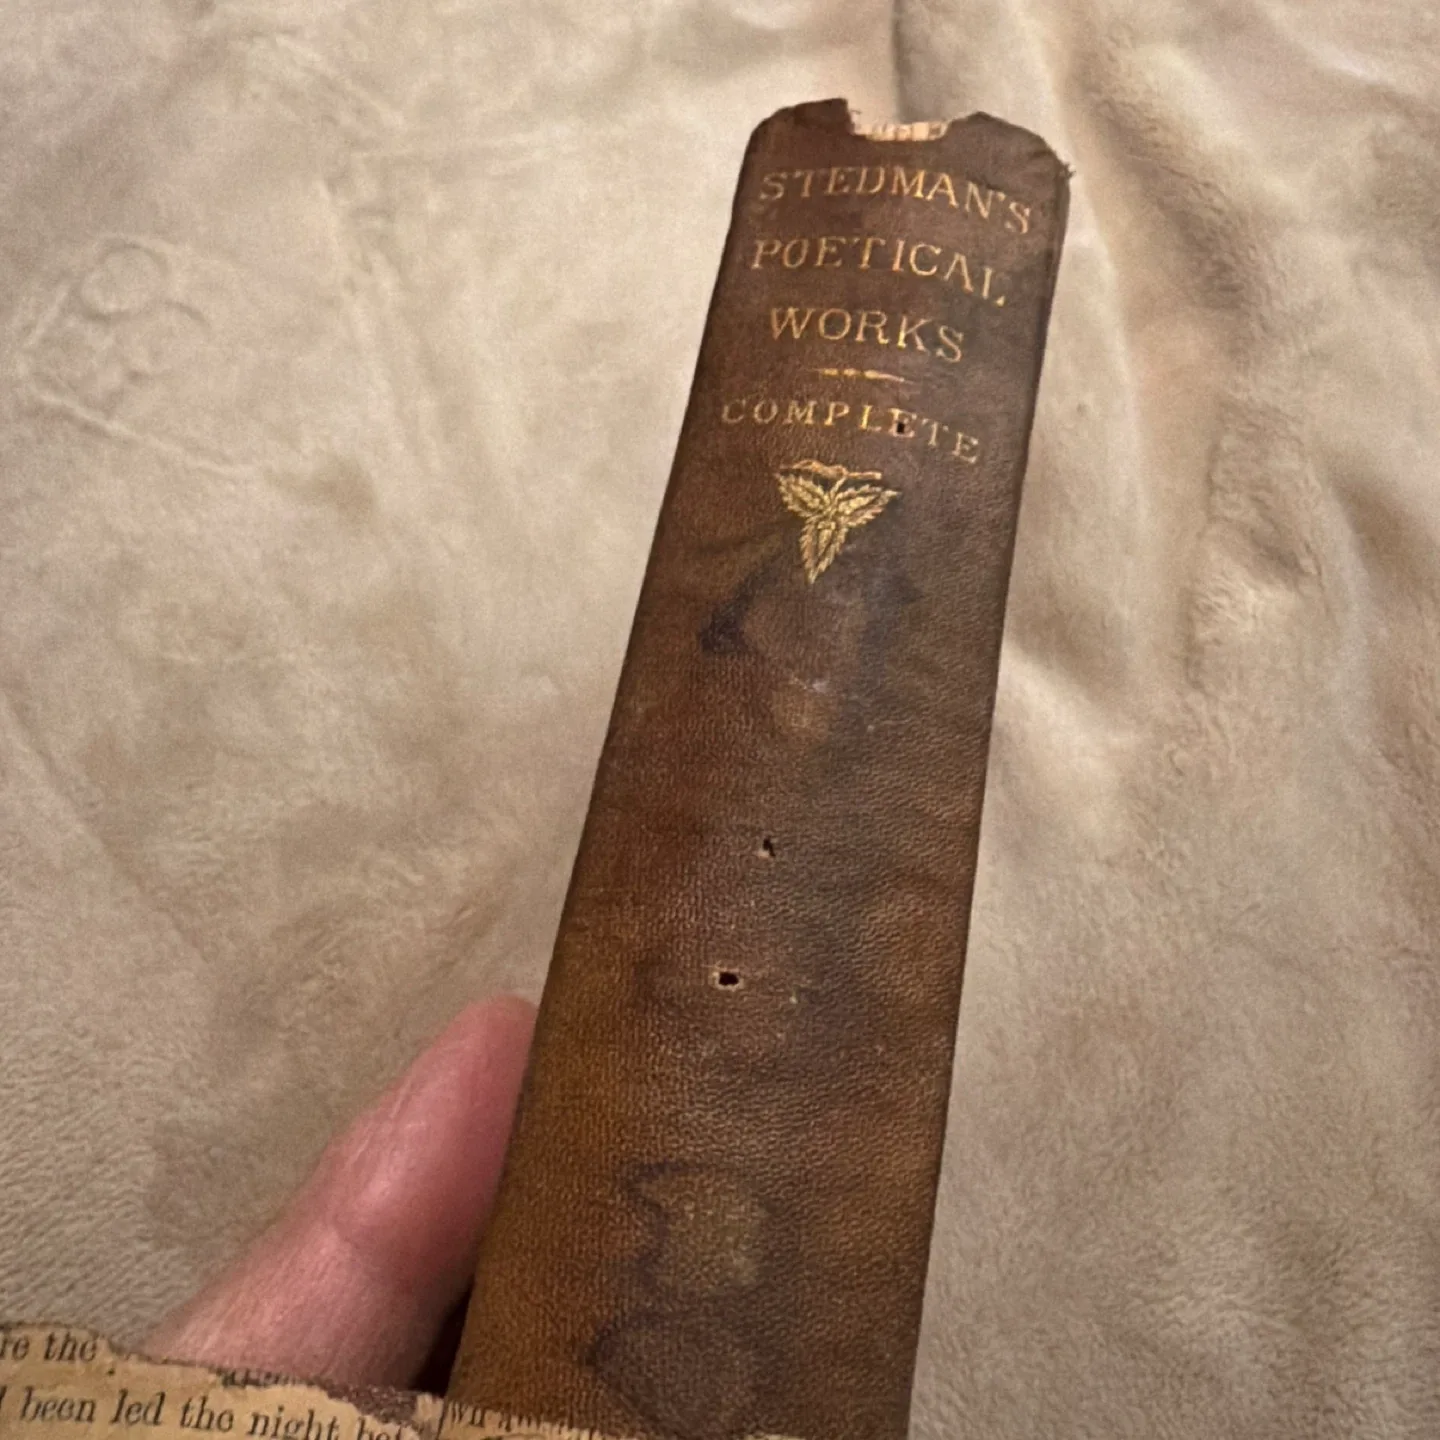 STEDMAN'S
POETICAL
WORKS
COMPLETE
re the
been led the night